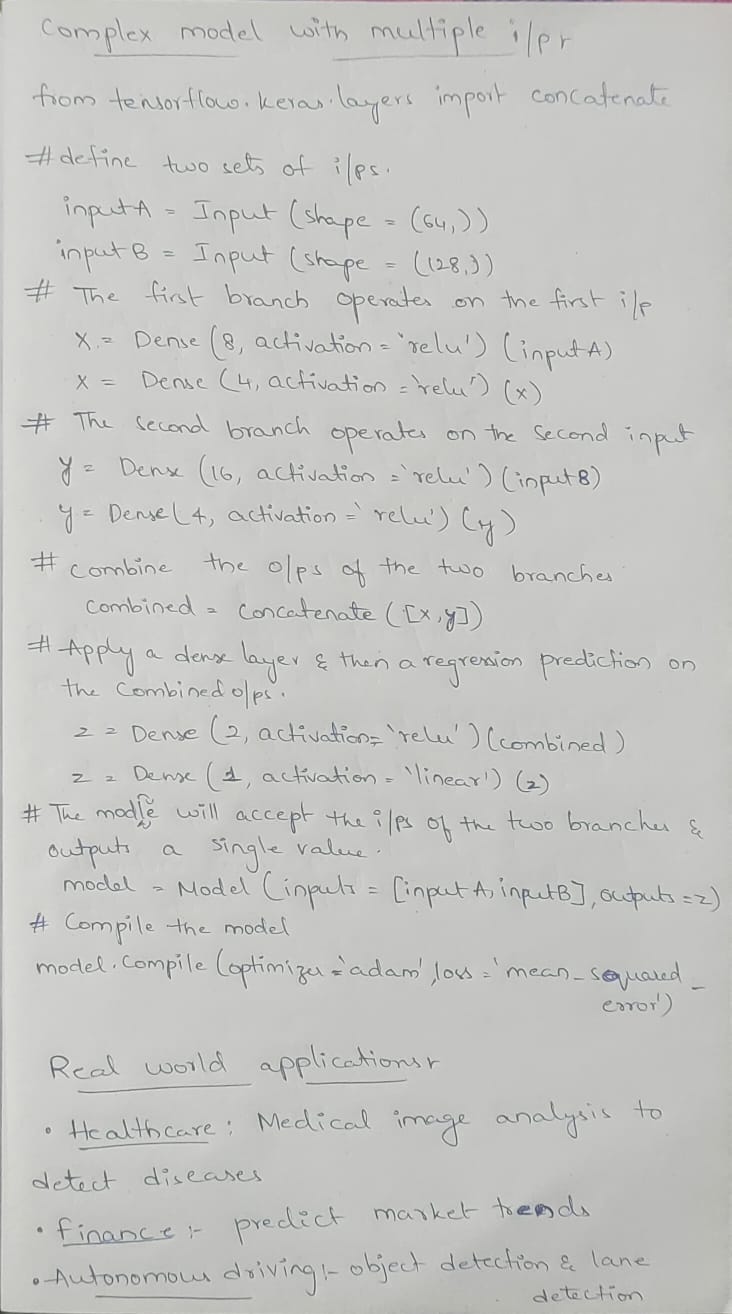 Complex model with multiple i/pr
from tensorflow.keras.layers import concatenate
# define two sets of i/ps.
inputA = Input (shape = (64,))
input B = Input (shape = (128,))
# The first branch operates on the first i/p
x = Dense (8, activation = 'relu') (inputA)
x = Dense (4, activation = 'relu') (x)
# The second branch operates on the second input
y = Dense (16, activation = 'relu') (inputB)
y = Dense (4, activation = 'relu') (y)
# combine the o/ps of the two branches
combined = concatenate ([x,y])
# Apply a dense layer & then a regression prediction on
the combined o/ps.
z = Dense (2, activation = 'relu') (combined)
z = Dense (1, activation = 'linear') (z)
# The modle will accept the i/ps of the two branches &
outputs a single value.
model = Model (inputs = [input A, inputB], outputs = z)
# Compile the model
model.compile (optimizer = 'adam', loss = 'mean_squared_
error')
Real world applicationsr
• Healthcare : Medical image analysis to
detect diseases
• finance :- predict market trends
• Autonomous driving :- object detection & lane
detection